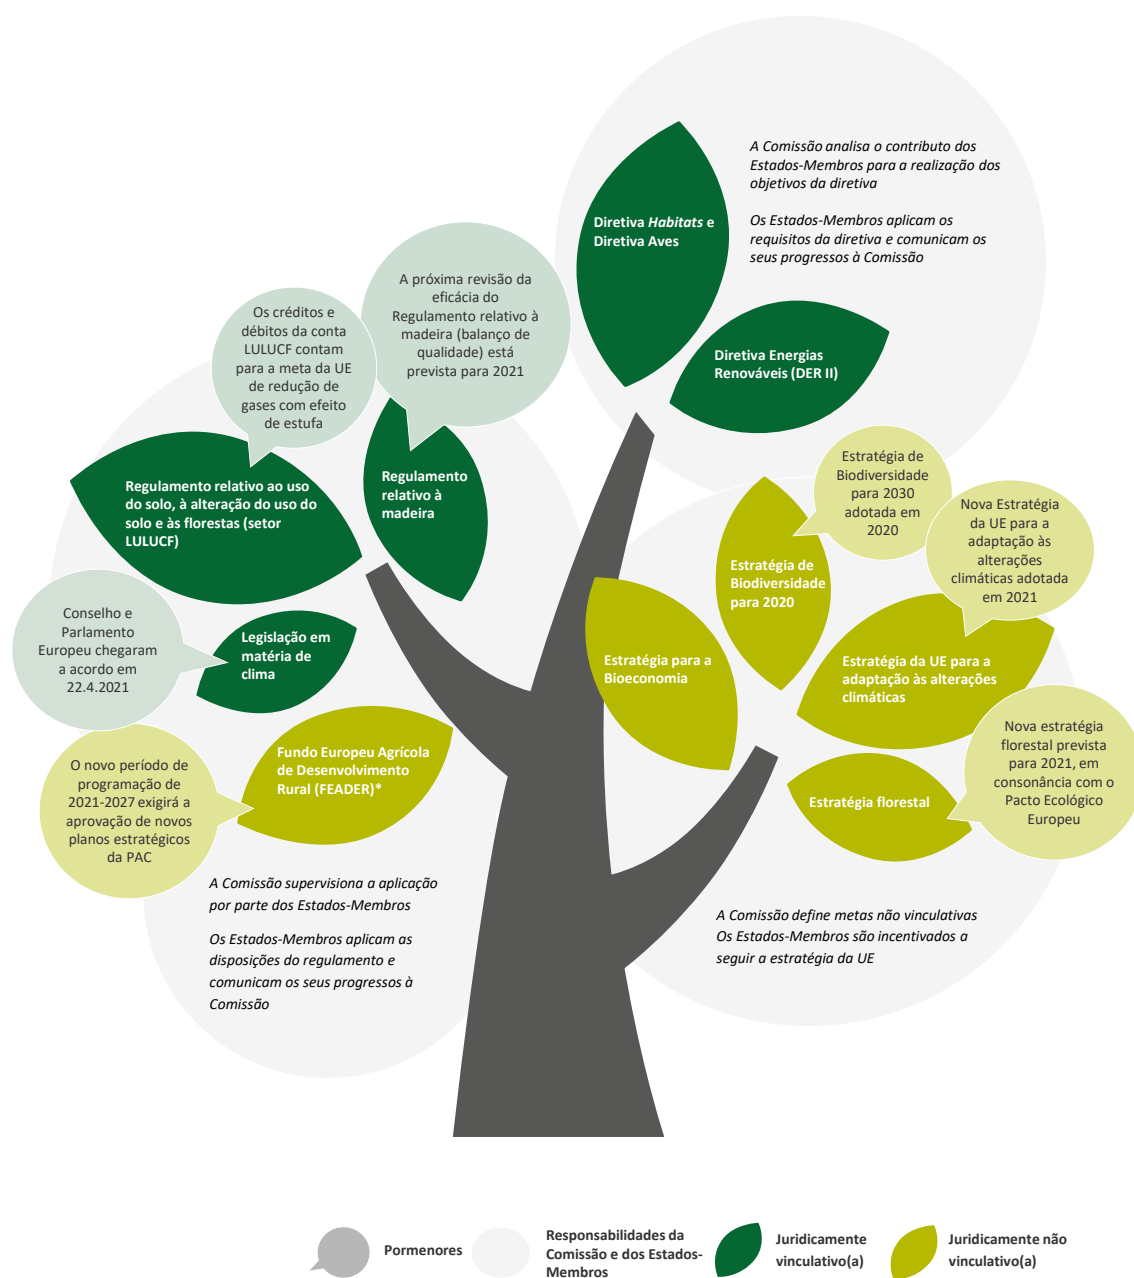 A Comissão analisa o contributo dos
Estados-Membros para a realização dos
objetivos da diretiva
Os Estados-Membros aplicam os
requisitos da diretiva e comunicam os
seus progressos à Comissão
Diretiva Habitats e
Diretiva Aves
Diretiva Energias
Renováveis (DER II)
A próxima revisão da
eficácia do
Regulamento relativo à
madeira (balanço de
qualidade) está
prevista para 2021
Os créditos e
débitos da conta
LULUCF contam
para a meta da UE
de redução de
gases com efeito
de estufa
Regulamento relativo ao uso
do solo, à alteração do uso do
solo e às florestas (setor
LULUCF)
Regulamento
relativo à
madeira
Conselho e
Parlamento
Europeu chegaram
a acordo em
22.4.2021
Legislação em
matéria de
clima
O novo período de
programação de
2021-2027 exigirá a
aprovação de novos
planos estratégicos
da PAC
Fundo Europeu Agrícola
de Desenvolvimento
Rural (FEADER)*
A Comissão supervisiona a aplicação
por parte dos Estados-Membros
Os Estados-Membros aplicam as
disposições do regulamento e
comunicam os seus progressos à
Comissão
Estratégia de
Biodiversidade
para 2030
adotada em
2020
Nova Estratégia
da UE para a
adaptação às
alterações
climáticas adotada
em 2021
Estratégia de
Biodiversidade
para 2020
Estratégia para a
Bioeconomia
Estratégia da UE para a
adaptação às alterações
climáticas
Nova estratégia
florestal prevista
para 2021, em
consonância com o
Pacto Ecológico
Europeu
Estratégia florestal
A Comissão define metas não vinculativas
Os Estados-Membros são incentivados a
seguir a estratégia da UE
Pormenores
Responsabilidades da
Comissão e dos Estados-
Membros
Juridicamente
vinculativo(a)
Juridicamente não
vinculativo(a)